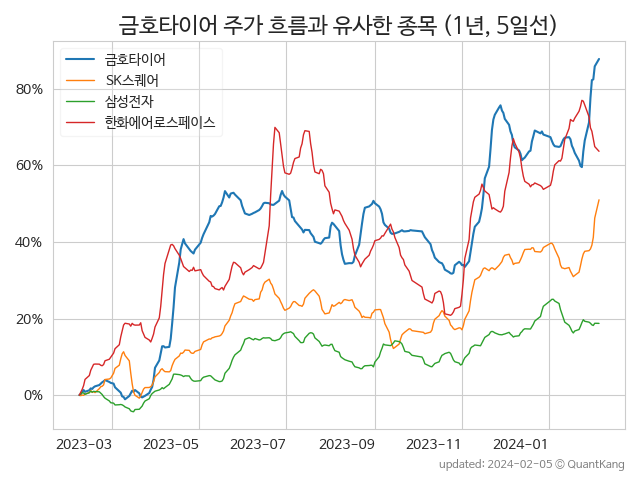 금호타이어 주가 흐름과 유사한 종목 (1년, 5일선)
금호타이어
SK스퀘어
삼성전자
한화에어로스페이스
80%
60%
40%
20%
0%
2023-03 2023-05 2023-07 2023-09 2023-11 2024-01
updated: 2024-02-05 © QuantKang